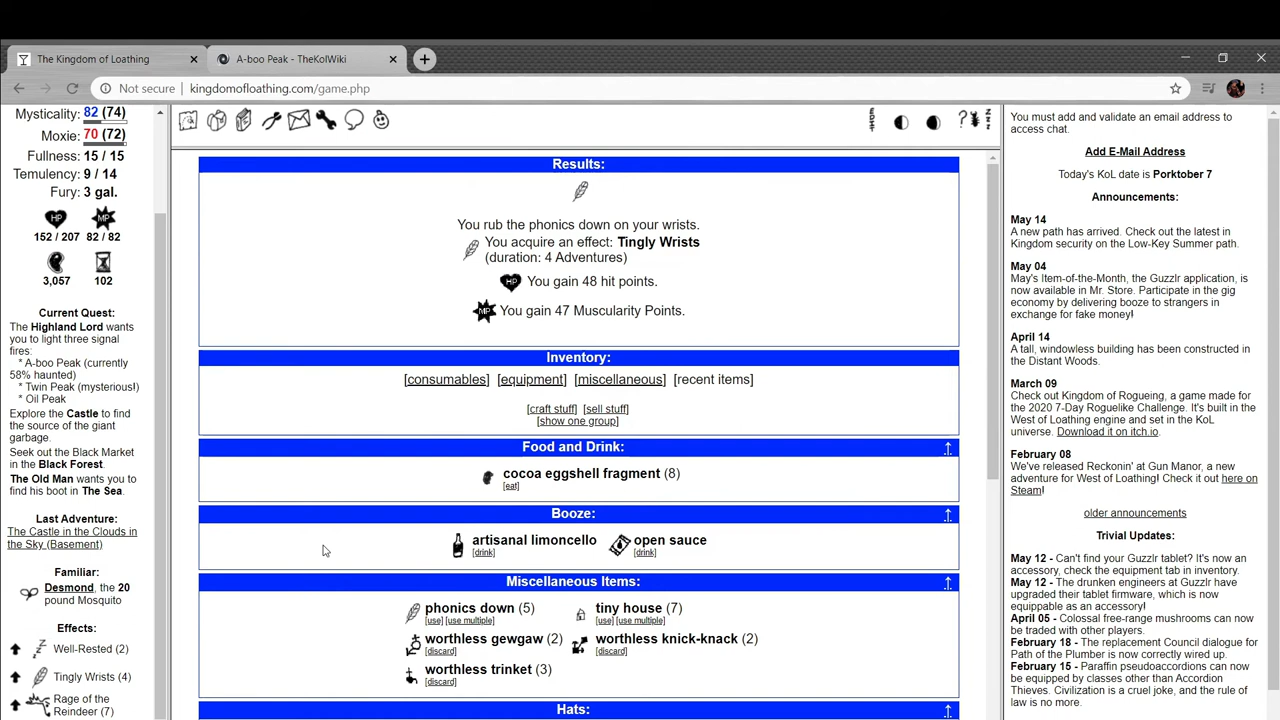 The Kingdom of Loathing
A-boo Peak - TheKolWiki
Not secure
kingdomofloathing.com/game.php
Mysticality: 82 (74)
Moxie: 70 (72)
Fullness: 15 / 15
Temulency: 9 / 14
Fury: 3 gal.
HP
MP
152 / 207
82 / 82
3,057
102
Current Quest:
The Highland Lord wants
you to light three signal
fires:
* A-boo Peak (currently
58% haunted)
* Twin Peak (mysterious!)
* Oil Peak
Explore the Castle to find
the source of the giant
garbage.
Seek out the Black Market
in the Black Forest.
The Old Man wants you to
find his boot in The Sea.
Last Adventure:
The Castle in the Clouds in
the Sky (Basement)
Familiar:
Desmond, the 20
pound Mosquito
Effects:
Well-Rested (2)
Tingly Wrists (4)
Rage of the
Reindeer (7)
Results:
You rub the phonics down on your wrists.
You acquire an effect: Tingly Wrists
(duration: 4 Adventures)
HP
You gain 48 hit points.
MP
You gain 47 Muscularity Points.
Inventory:
[consumables] [equipment] [miscellaneous] [recent items]
[craft stuff] [sell stuff]
[show one group]
Food and Drink:
cocoa eggshell fragment (8)
[eat]
Booze:
artisanal limoncello
[drink]
open sauce
[drink]
Miscellaneous Items:
phonics down (5)
[use] [use multiple]
tiny house (7)
[use] [use multiple]
worthless gewgaw (2)
[discard]
worthless knick-knack (2)
[discard]
worthless trinket (3)
[discard]
Hats:
EDIT
?
ZZZ
You must add and validate an email address to
access chat.
Add E-Mail Address
Today's KoL date is Porktober 7
Announcements:
May 14
A new path has arrived. Check out the latest in
Kingdom security on the Low-Key Summer path.
May 04
May's Item-of-the-Month, the Guzzlr application, is
now available in Mr. Store. Participate in the gig
economy by delivering booze to strangers in
exchange for fake money!
April 14
A tall, windowless building has been constructed in
the Distant Woods.
March 09
Check out Kingdom of Rogueing, a game made for
the 2020 7-Day Roguelike Challenge. It's built in the
West of Loathing engine and set in the KoL
universe. Download it on itch.io.
February 08
We've released Reckonin' at Gun Manor, a new
adventure for West of Loathing! Check it out here on
Steam!
older announcements
Trivial Updates:
May 12 - Can't find your Guzzlr tablet? It's now an
accessory, check the equipment tab in inventory.
May 12 - The drunken engineers at Guzzlr have
upgraded their tablet firmware, which is now
equippable as an accessory!
April 05 - Colossal free-range mushrooms can now
be traded with other players.
February 18 - The replacement Council dialogue for
Path of the Plumber is now correctly wired up.
February 15 - Paraffin pseudoaccordions can now
be equipped by classes other than Accordion
Thieves. Civilization is a cruel joke, and the rule of
law is no more.